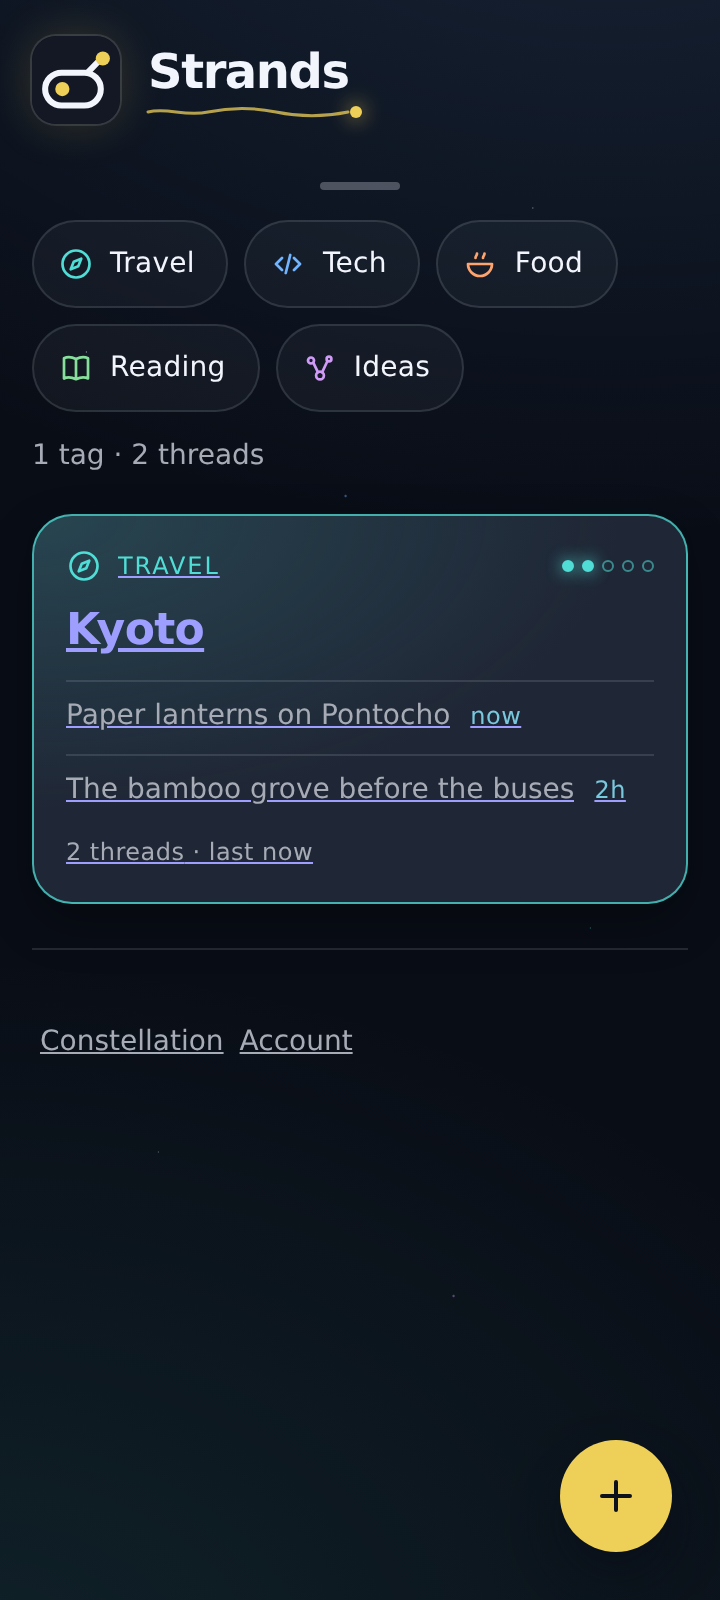 Strands
Travel
Tech
Food
Reading
Ideas
1 tag · 2 threads
TRAVEL
Kyoto
Paper lanterns on Pontocho now
The bamboo grove before the buses 2h
2 threads · last now
Constellation Account